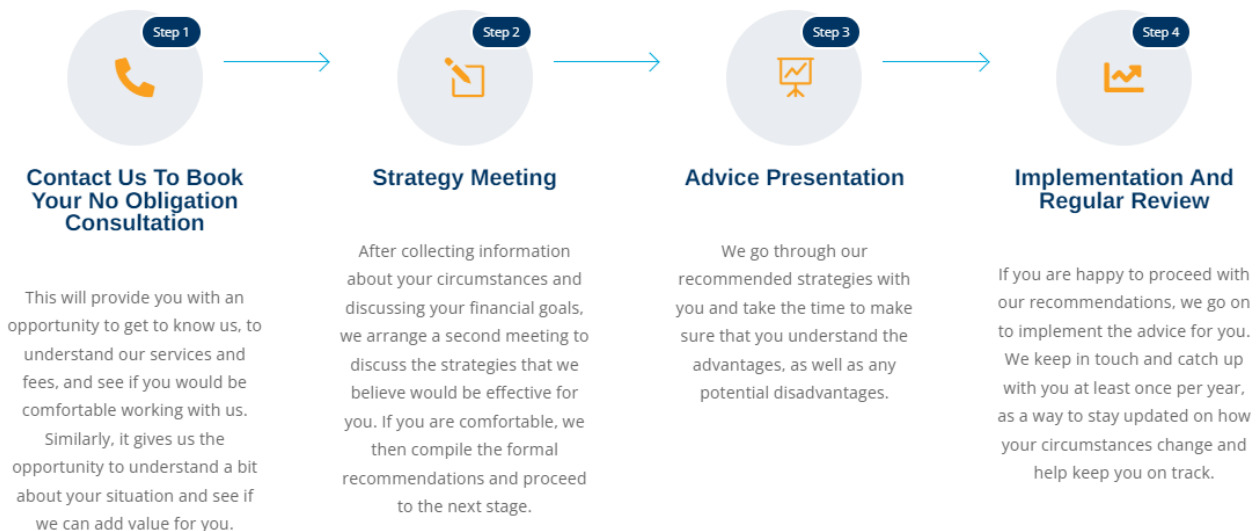 Step 1
Contact Us To Book
Your No Obligation
Consultation
This will provide you with an
opportunity to get to know us, to
understand our services and
fees, and see if you would be
comfortable working with us.
Similarly, it gives us the
opportunity to understand a bit
about your situation and see if
we can add value for you.
Step 2
Strategy Meeting
After collecting information
about your circumstances and
discussing your financial goals,
we arrange a second meeting to
discuss the strategies that we
believe would be effective for
you. If you are comfortable, we
then compile the formal
recommendations and proceed
to the next stage.
Step 3
Advice Presentation
We go through our
recommended strategies with
you and take the time to make
sure that you understand the
advantages, as well as any
potential disadvantages.
Step 4
Implementation And
Regular Review
If you are happy to proceed with
our recommendations, we go on
to implement the advice for you.
We keep in touch and catch up
with you at least once per year,
as a way to stay updated on how
your circumstances change and
help keep you on track.